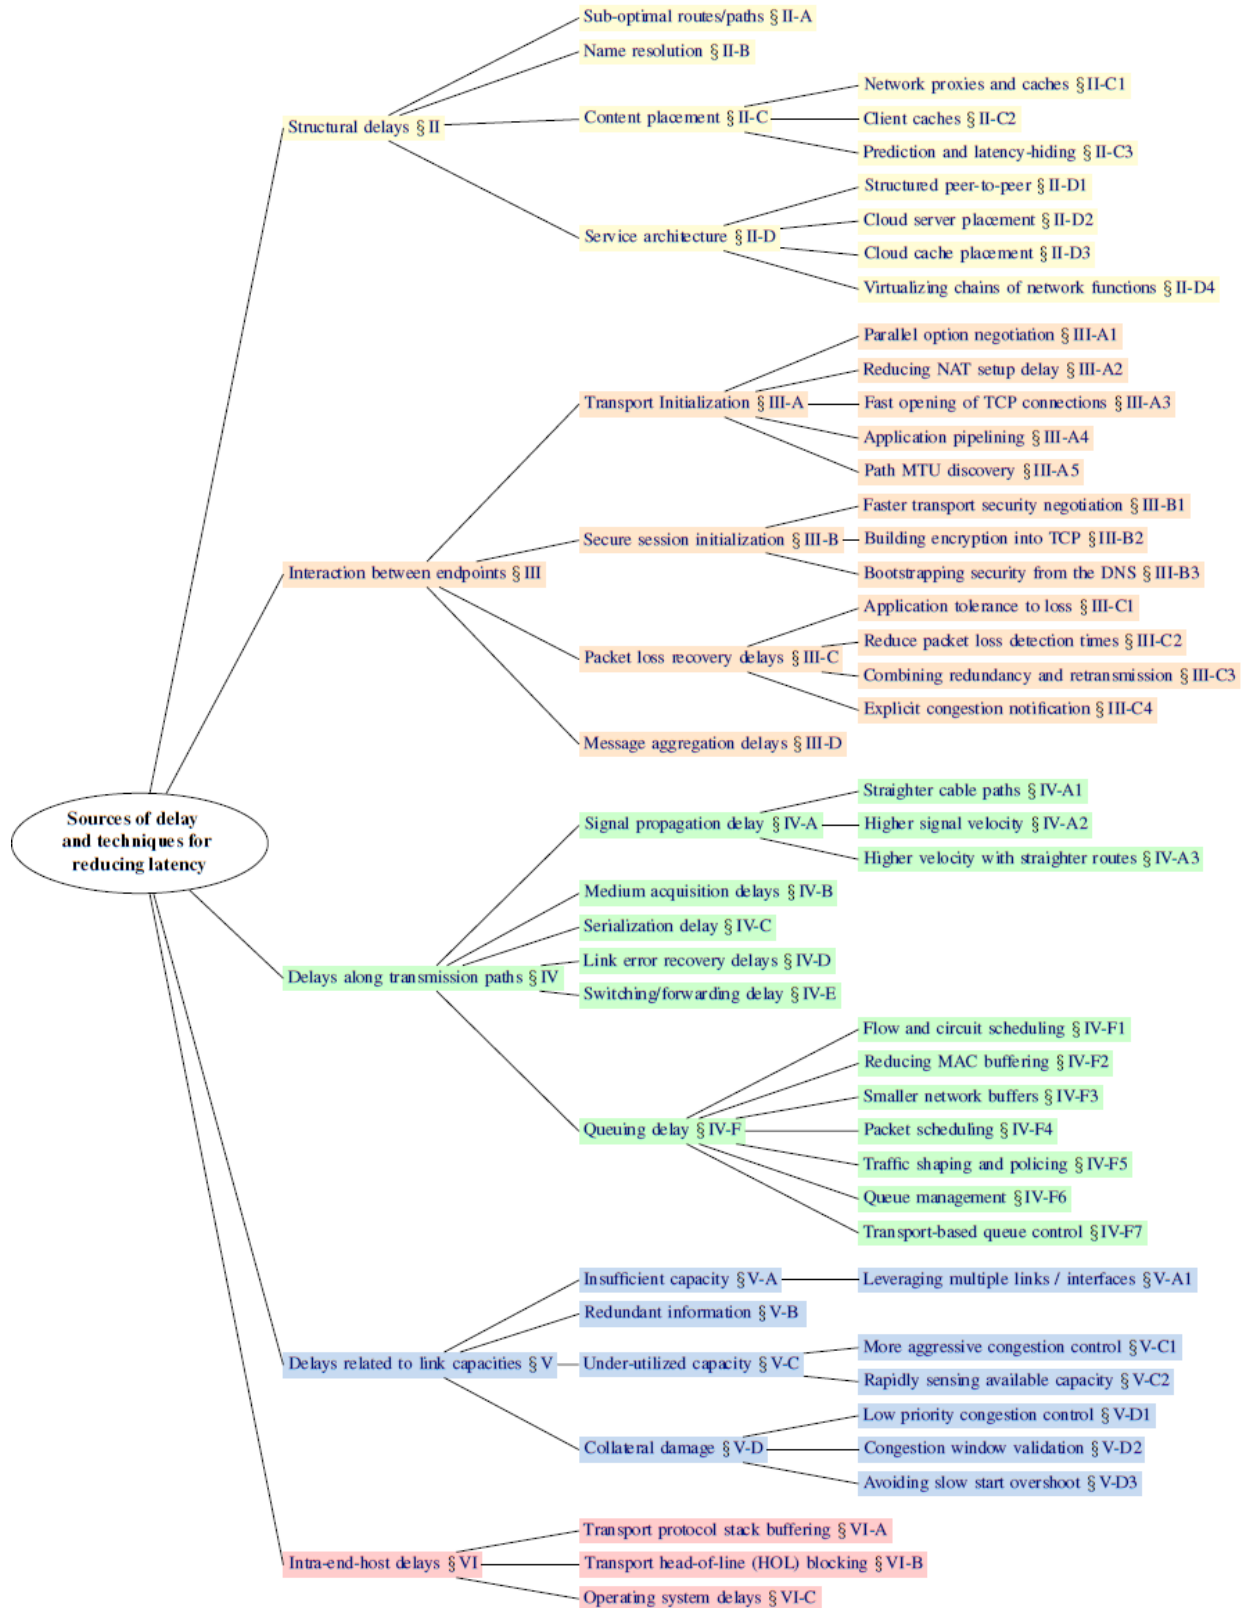 Sub-optimal routes/paths § II-A
Name resolution § II-B
Network proxies and caches § II-C1
Content placement § II-C
Client caches § II-C2
Structural delays § II
Prediction and latency-hiding § II-C3
Structured peer-to-peer § II-D1
Cloud server placement § II-D2
Service architecture § II-D
Cloud cache placement § II-D3
Virtualizing chains of network functions § II-D4
Parallel option negotiation § III-A1
Reducing NAT setup delay § III-A2
Transport Initialization § III-A
Fast opening of TCP connections § III-A3
Application pipelining § III-A4
Path MTU discovery § III-A5
Faster transport security negotiation § III-B1
Secure session initialization § III-B
Building encryption into TCP § III-B2
Interaction between endpoints § III
Bootstrapping security from the DNS § III-B3
Application tolerance to loss § III-C1
Reduce packet loss detection times § III-C2
Packet loss recovery delays § III-C
Combining redundancy and retransmission § III-C3
Explicit congestion notification § III-C4
Message aggregation delays § III-D
Sources of delay
and techniques for
reducing latency
Straighter cable paths § IV-A1
Signal propagation delay § IV-A
Higher signal velocity § IV-A2
Higher velocity with straighter routes § IV-A3
Medium acquisition delays § IV-B
Serialization delay § IV-C
Link error recovery delays § IV-D
Delays along transmission paths § IV
Switching/forwarding delay § IV-E
Flow and circuit scheduling § IV-F1
Reducing MAC buffering § IV-F2
Smaller network buffers § IV-F3
Queuing delay § IV-F
Packet scheduling § IV-F4
Traffic shaping and policing § IV-F5
Queue management § IV-F6
Transport-based queue control § IV-F7
Insufficient capacity § V-A
Leveraging multiple links / interfaces § V-A1
Redundant information § V-B
More aggressive congestion control § V-C1
Delays related to link capacities § V
Under-utilized capacity § V-C
Rapidly sensing available capacity § V-C2
Low priority congestion control § V-D1
Collateral damage § V-D
Congestion window validation § V-D2
Avoiding slow start overshoot § V-D3
Transport protocol stack buffering § VI-A
Intra-end-host delays § VI
Transport head-of-line (HOL) blocking § VI-B
Operating system delays § VI-C